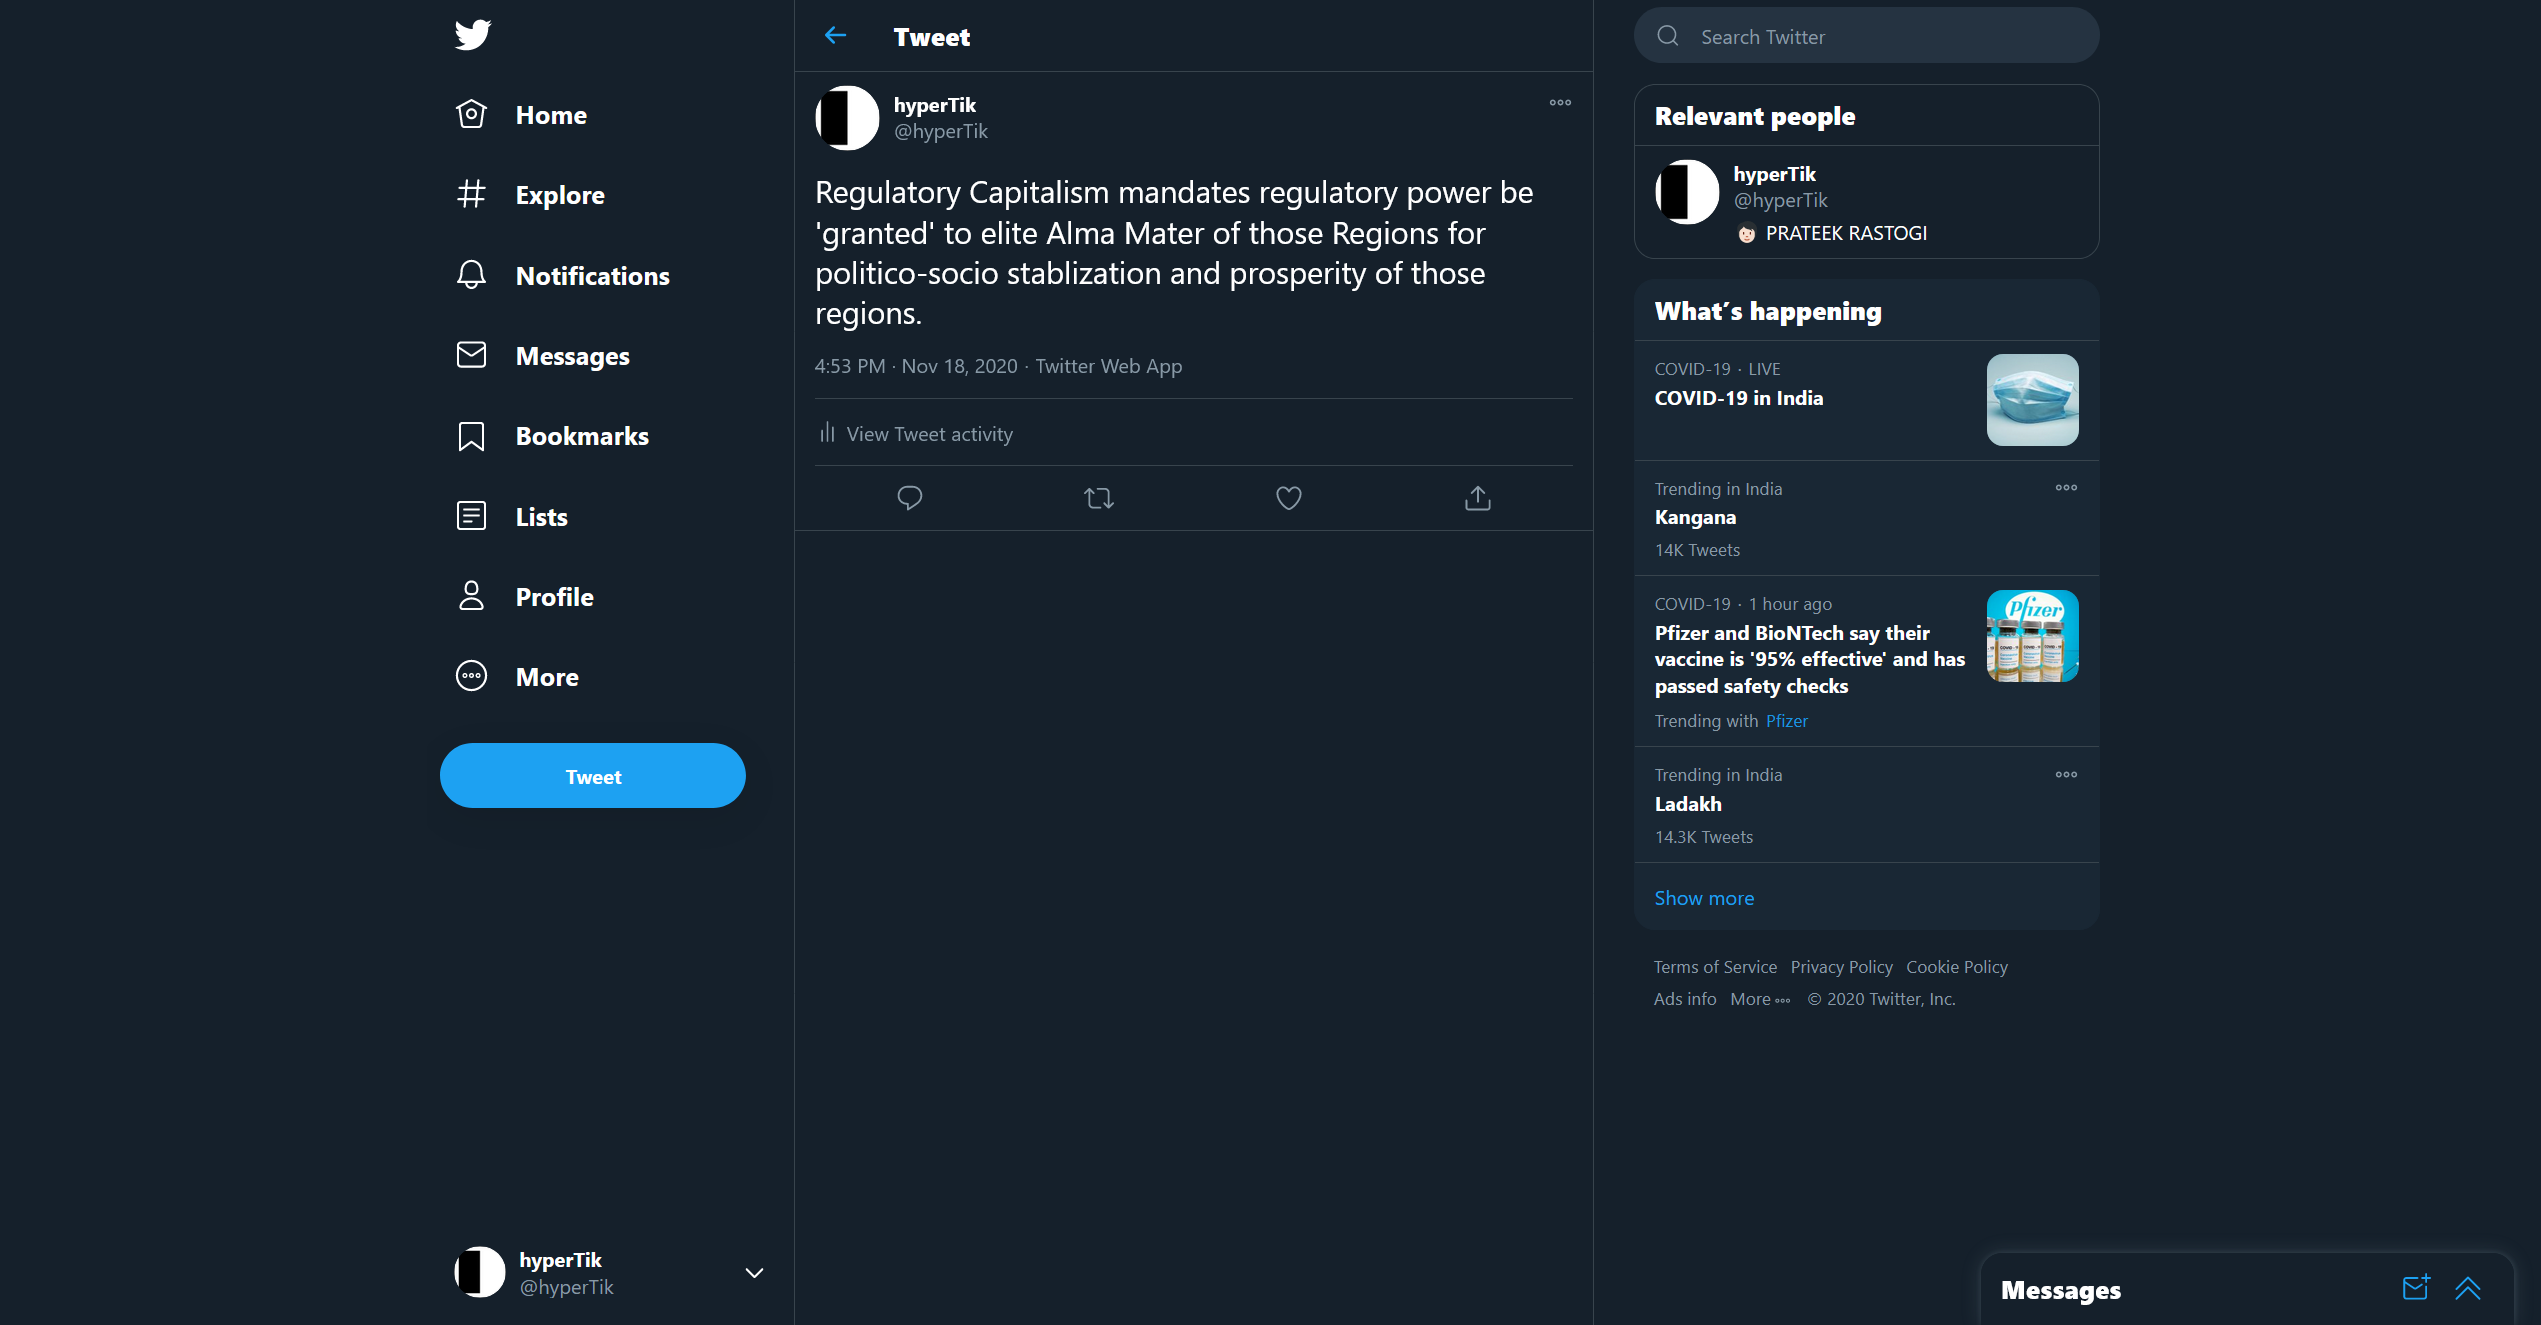 Home
Explore
Notifications
Messages
Bookmarks
Lists
Profile
More
Tweet
hyperTik
@hyperTik
Tweet
hyperTik
@hyperTik
Regulatory Capitalism mandates regulatory power be
'granted' to elite Alma Mater of those Regions for
politico-socio stablization and prosperity of those
regions.
4:53 PM · Nov 18, 2020 · Twitter Web App
View Tweet activity
Search Twitter
Relevant people
hyperTik
@hyperTik
PRATEEK RASTOGI
What's happening
COVID-19 · LIVE
COVID-19 in India
Trending in India
Kangana
14K Tweets
COVID-19 · 1 hour ago
Pfizer and BioNTech say their
vaccine is '95% effective' and has
passed safety checks
Pfizer
Trending with Pfizer
Trending in India
Ladakh
14.3K Tweets
Show more
Terms of Service Privacy Policy Cookie Policy
Ads info More © 2020 Twitter, Inc.
Messages